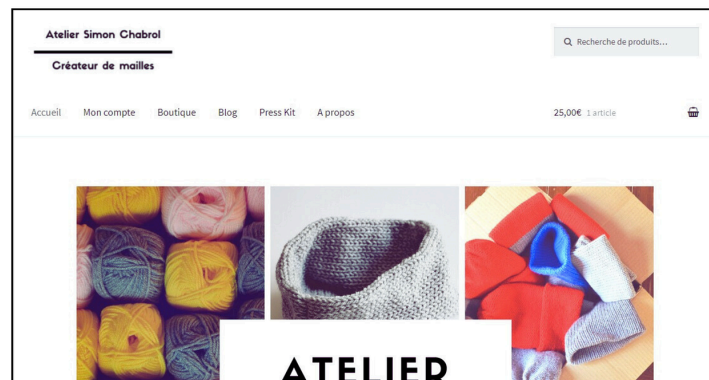 Atelier Simon Chabrol
Créateur de mailles
Recherche de produits...
Accueil Mon compte Boutique Blog Press Kit A propos
25,00€ 1 article
ATELIER